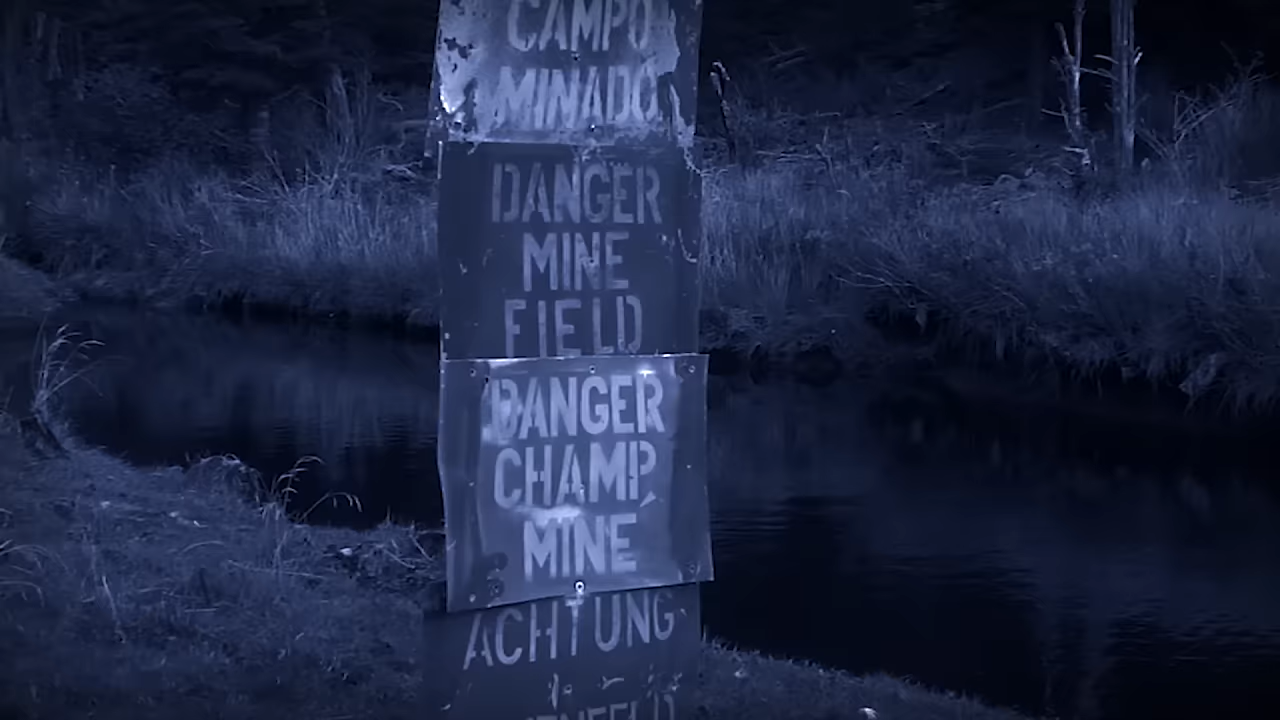 CAMPO
MINADO
DANGER
MINE
FIELD
DANGER
CHAMP
MINE
ACHTUNG